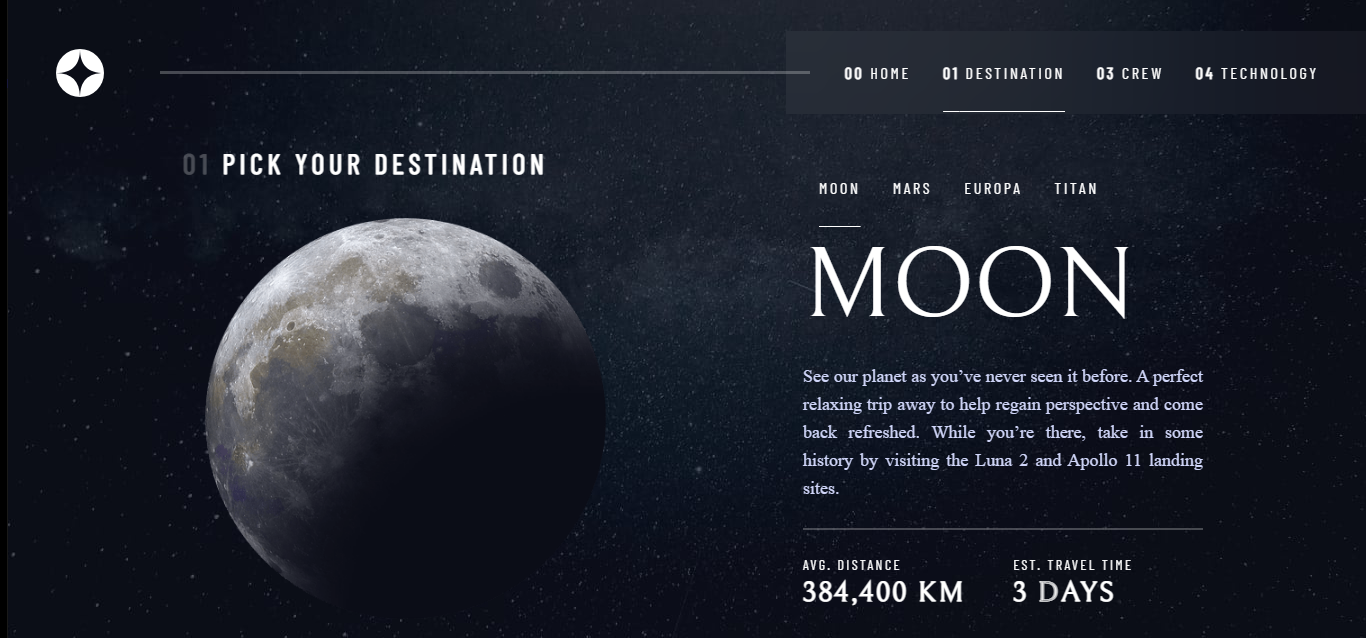 00 HOME 01 DESTINATION 03 CREW 04 TECHNOLOGY
01 PICK YOUR DESTINATION
MOON MARS EUROPA TITAN
MOON
See our planet as you’ve never seen it before. A perfect
relaxing trip away to help regain perspective and come
back refreshed. While you’re there, take in some
history by visiting the Luna 2 and Apollo 11 landing
sites.
AVG. DISTANCE
384,400 KM
EST. TRAVEL TIME
3 DAYS